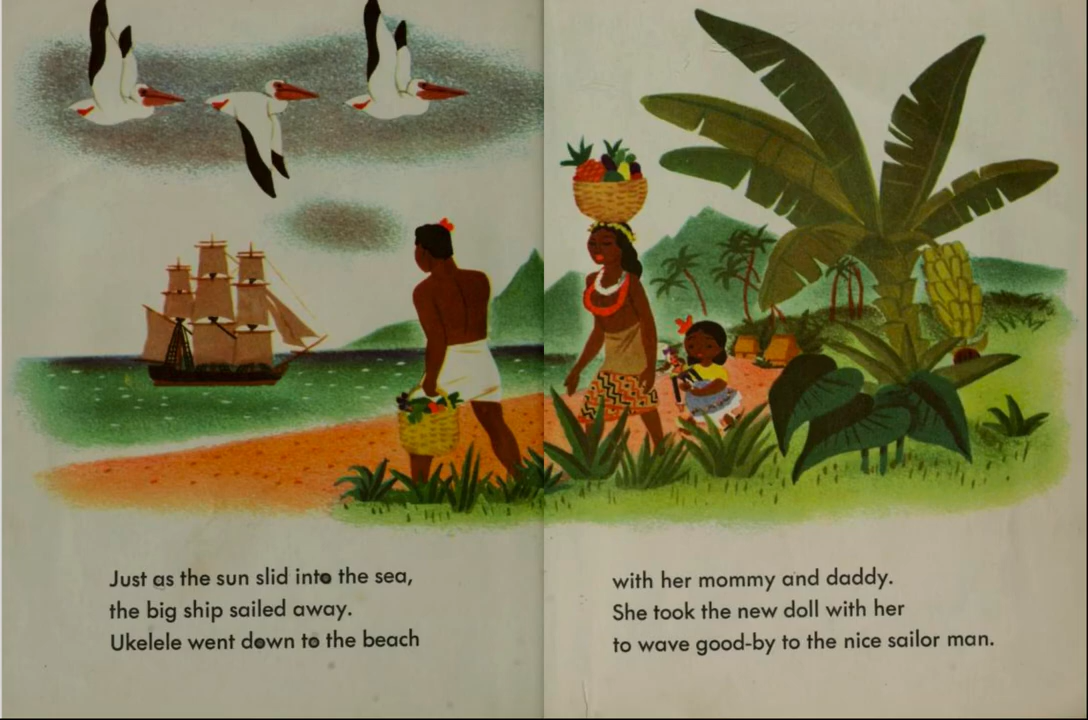 Just as the sun slid into the sea,
the big ship sailed away.
Ukelele went down to the beach
with her mommy and daddy.
She took the new doll with her
to wave good-by to the nice sailor man.